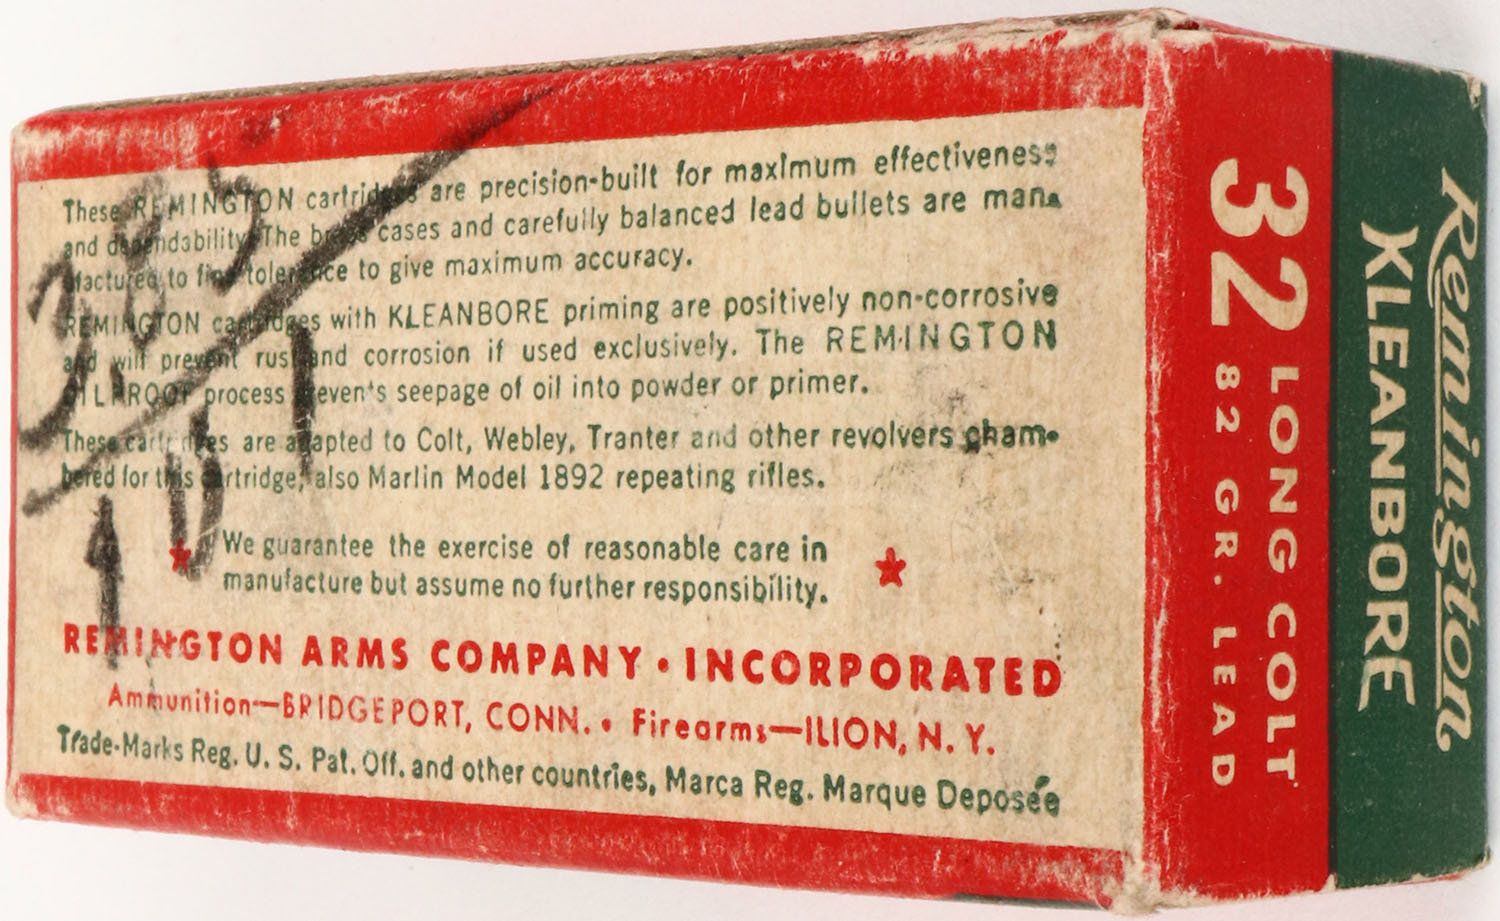 These REMINGTON cartridges are precision-built for maximum effectiveness
and dependability. The brass cases and carefully balanced lead bullets are man-
ufactured to fine tolerance to give maximum accuracy.
REMINGTON cartridges with KLEANBORE priming are positively non-corrosive
and will prevent rust and corrosion if used exclusively. The REMINGTON
OILPROOF process prevents seepage of oil into powder or primer.
These cartridges are adapted to Colt, Webley, Tranter and other revolvers cham-
bered for this cartridge, also Marlin Model 1892 repeating rifles.
We guarantee the exercise of reasonable care in
manufacture but assume no further responsibility.
REMINGTON ARMS COMPANY • INCORPORATED
Ammunition—BRIDGEPORT, CONN. • Firearms—ILION, N. Y.
Trade-Marks Reg. U. S. Pat. Off. and other countries, Marca Reg. Marque Deposée
32 LONG COLT
82 GR. LEAD
Remington
KLEANBORE